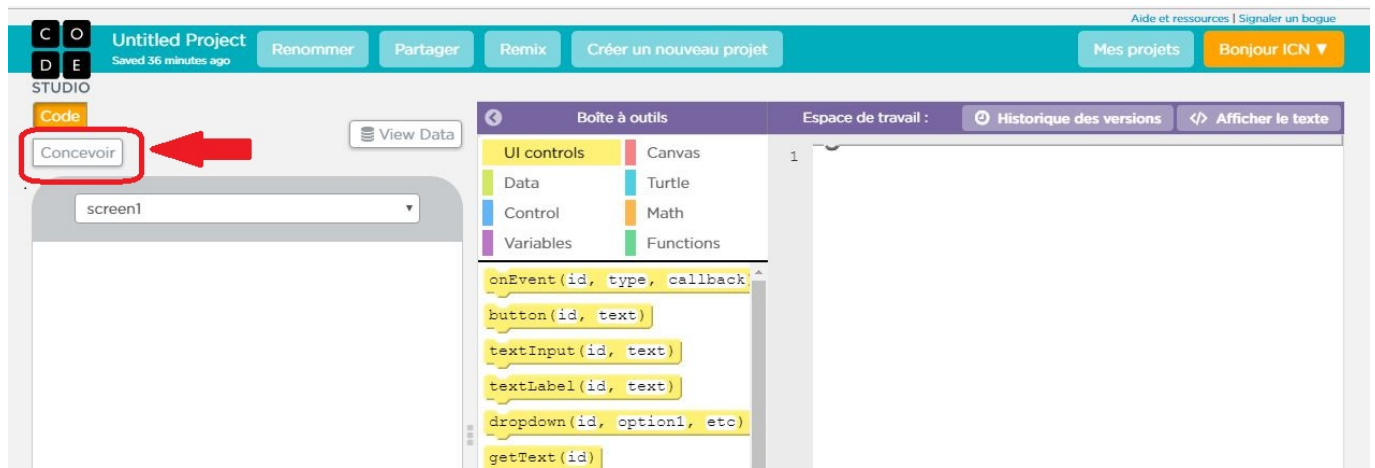 Aide et ressources | Signaler un bogue
C O
D E
STUDIO
Untitled Project
Saved 36 minutes ago
Renommer
Partager
Remix
Créer un nouveau projet
Mes projets
Bonjour ICN ▼
Code
Concevoir
View Data
screen1
Boîte à outils
UI controls
Canvas
Data
Turtle
Control
Math
Variables
Functions
onEvent(id, type, callback)
button(id, text)
textInput(id, text)
textLabel(id, text)
dropdown(id, option1, etc)
getText(id)
Espace de travail :
Historique des versions
</> Afficher le texte
1